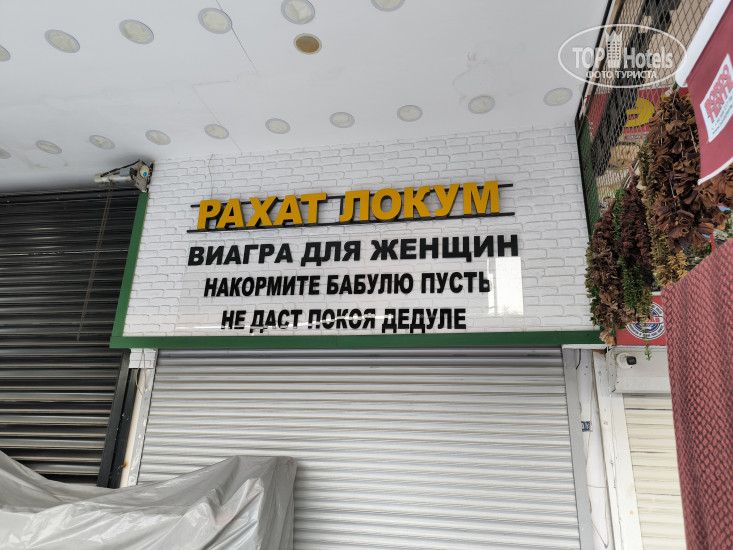 TOP Hotels
ФОТО ТУРИСТА
РАХАТ ЛОКУМ
ВИАГРА ДЛЯ ЖЕНЩИН
НАКОРМИТЕ БАБУЛЮ ПУСТЬ
НЕ ДАСТ ПОКОЯ ДЕДУЛЕ